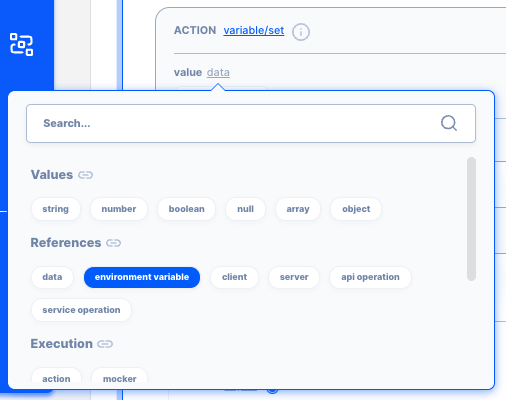 ACTION variable/set
value data
Search...
Values
string number boolean null array object
References
data environment variable client server api operation
service operation
Execution
action mocker